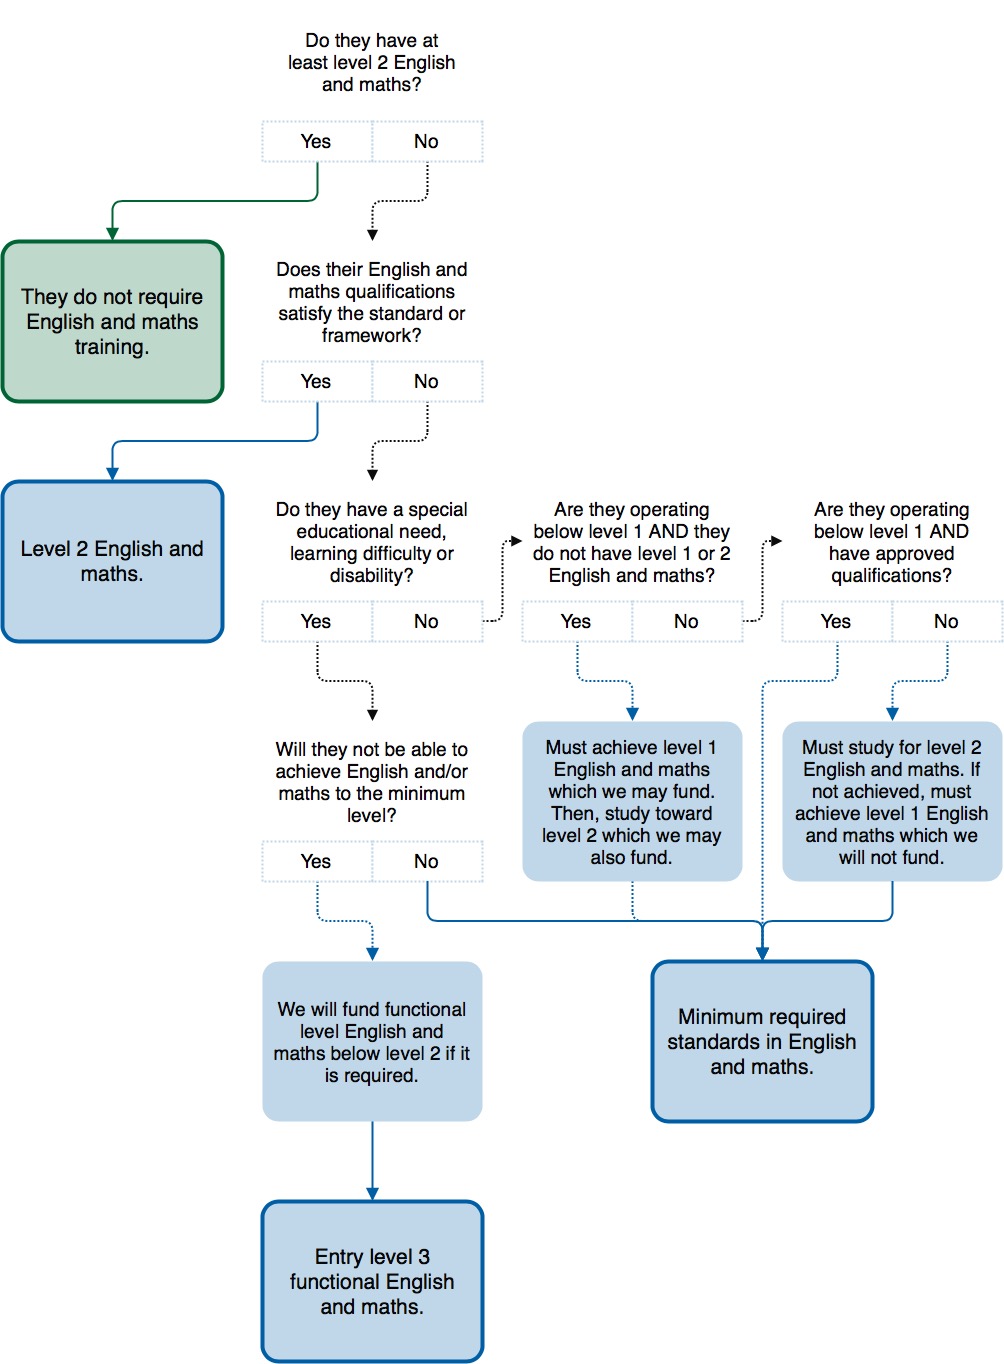 Do they have at
least level 2 English
and maths?
Yes
No
They do not require
English and maths
training.
Does their English and
maths qualifications
satisfy the standard or
framework?
Yes
No
Level 2 English and
maths.
Do they have a special
educational need,
learning difficulty or
disability?
Yes
No
Are they operating
below level 1 AND they
do not have level 1 or 2
English and maths?
Yes
No
Are they operating
below level 1 AND
have approved
qualifications?
Yes
No
Will they not be able to
achieve English and/or
maths to the minimum
level?
Yes
No
Must achieve level 1
English and maths
which we may fund.
Then, study toward
level 2 which we may
also fund.
Must study for level 2
English and maths. If
not achieved, must
achieve level 1 English
and maths which we
will not fund.
We will fund functional
level English and
maths below level 2 if it
is required.
Minimum required
standards in English
and maths.
Entry level 3
functional English
and maths.